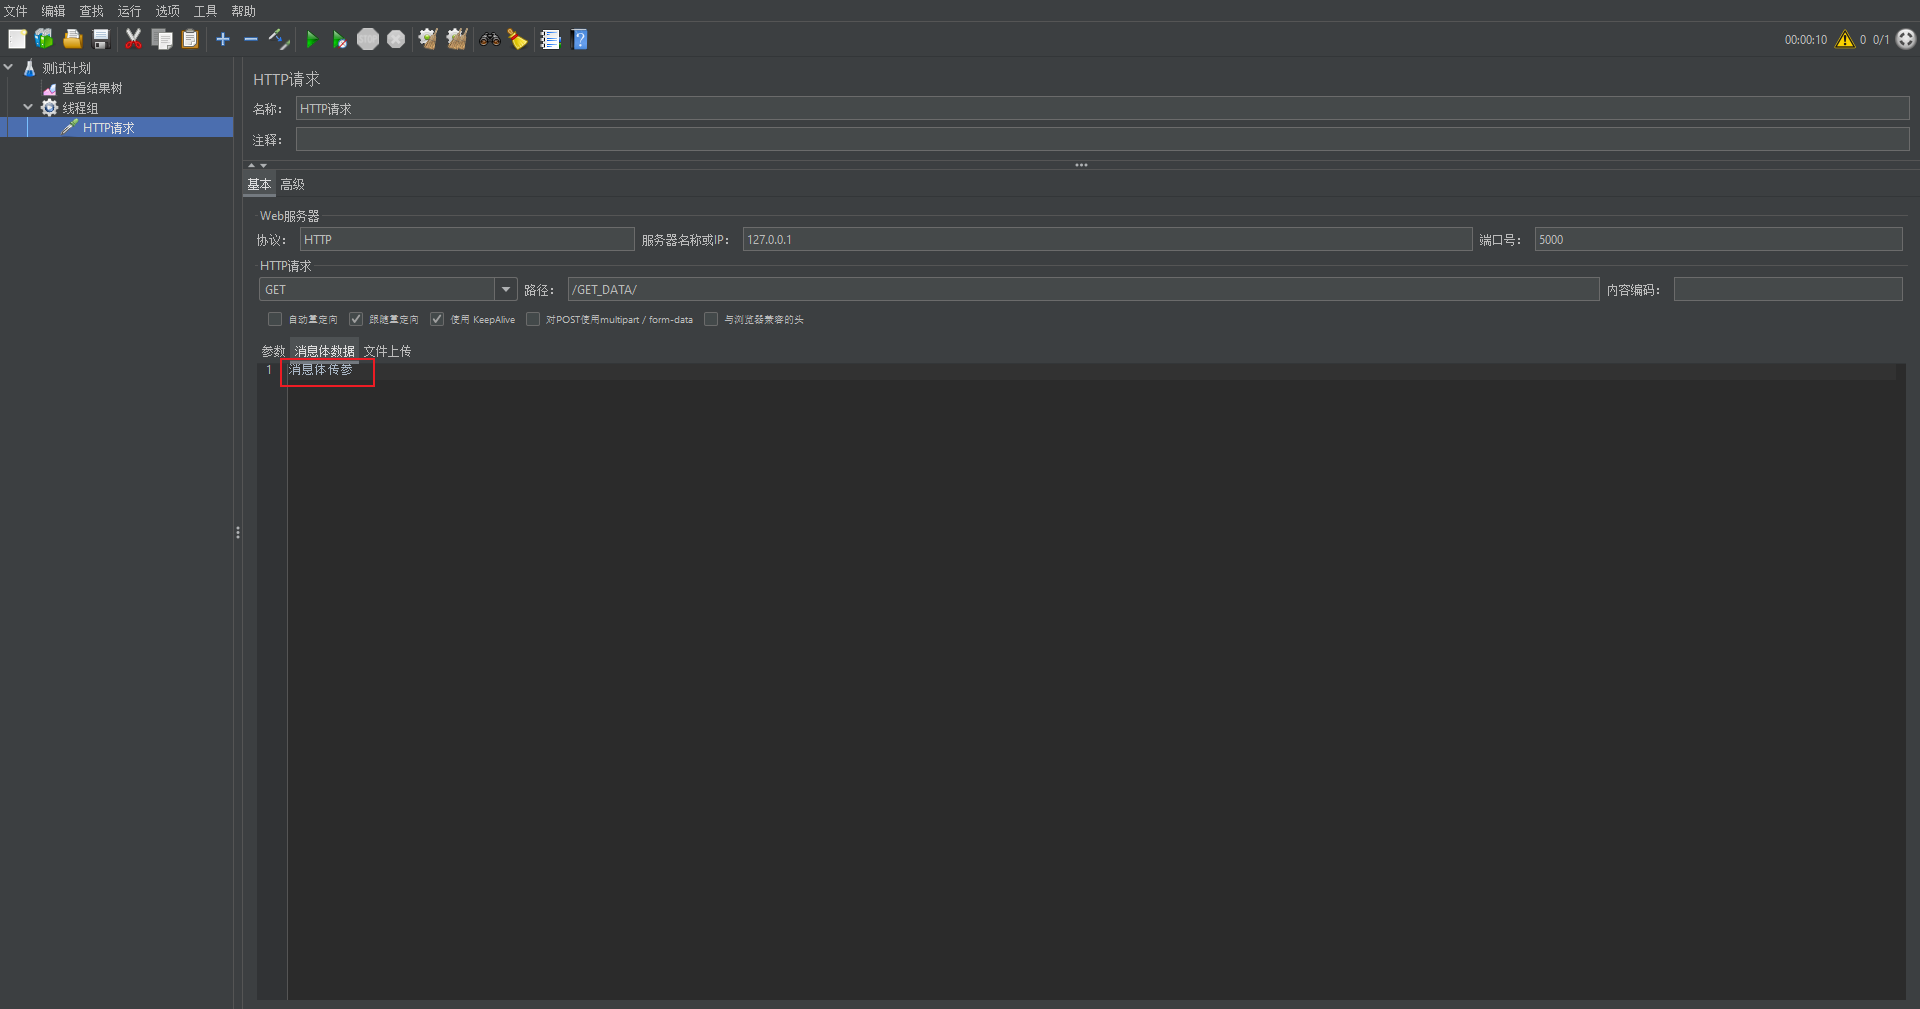 文件 编辑 查找 运行 选项 工具 帮助
00:00:10 0 0/1
测试计划
查看结果树
线程组
HTTP请求
HTTP请求
名称： HTTP请求
注释：
基本 高级
Web服务器
协议： HTTP 服务器名称或IP： 127.0.0.1 端口号： 5000
HTTP请求
GET 路径： /GET_DATA/ 内容编码：
自动重定向 跟随重定向 使用 KeepAlive 对POST使用multipart / form-data 与浏览器兼容的头
参数 消息体数据 文件上传
1 消息体传参